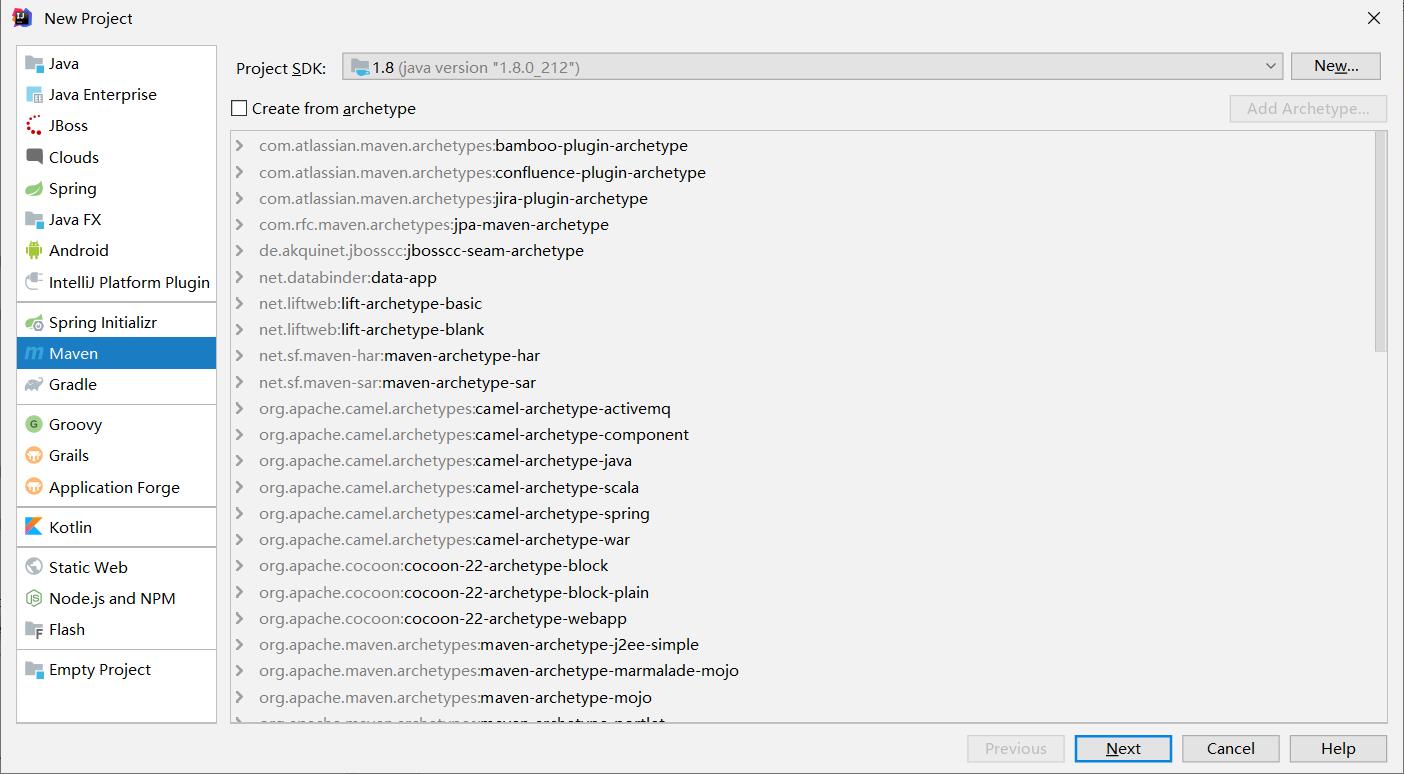 New Project
Java
Java Enterprise
JBoss
Clouds
Spring
Java FX
Android
IntelliJ Platform Plugin
Spring Initializr
Maven
Gradle
Groovy
Grails
Application Forge
Kotlin
Static Web
Node.js and NPM
Flash
Empty Project
Project SDK: 1.8 (java version "1.8.0_212") New...
Create from archetype Add Archetype...
com.atlassian.maven.archetypes:bamboo-plugin-archetype
com.atlassian.maven.archetypes:confluence-plugin-archetype
com.atlassian.maven.archetypes:jira-plugin-archetype
com.rfc.maven.archetypes:jpa-maven-archetype
de.akquinet.jbosscc:jbosscc-seam-archetype
net.databinder:data-app
net.liftweb:lift-archetype-basic
net.liftweb:lift-archetype-blank
net.sf.maven-har:maven-archetype-har
net.sf.maven-sar:maven-archetype-sar
org.apache.camel.archetypes:camel-archetype-activemq
org.apache.camel.archetypes:camel-archetype-component
org.apache.camel.archetypes:camel-archetype-java
org.apache.camel.archetypes:camel-archetype-scala
org.apache.camel.archetypes:camel-archetype-spring
org.apache.camel.archetypes:camel-archetype-war
org.apache.cocoon:cocoon-22-archetype-block
org.apache.cocoon:cocoon-22-archetype-block-plain
org.apache.cocoon:cocoon-22-archetype-webapp
org.apache.maven.archetypes:maven-archetype-j2ee-simple
org.apache.maven.archetypes:maven-archetype-marmalade-mojo
org.apache.maven.archetypes:maven-archetype-mojo
Previous Next Cancel Help